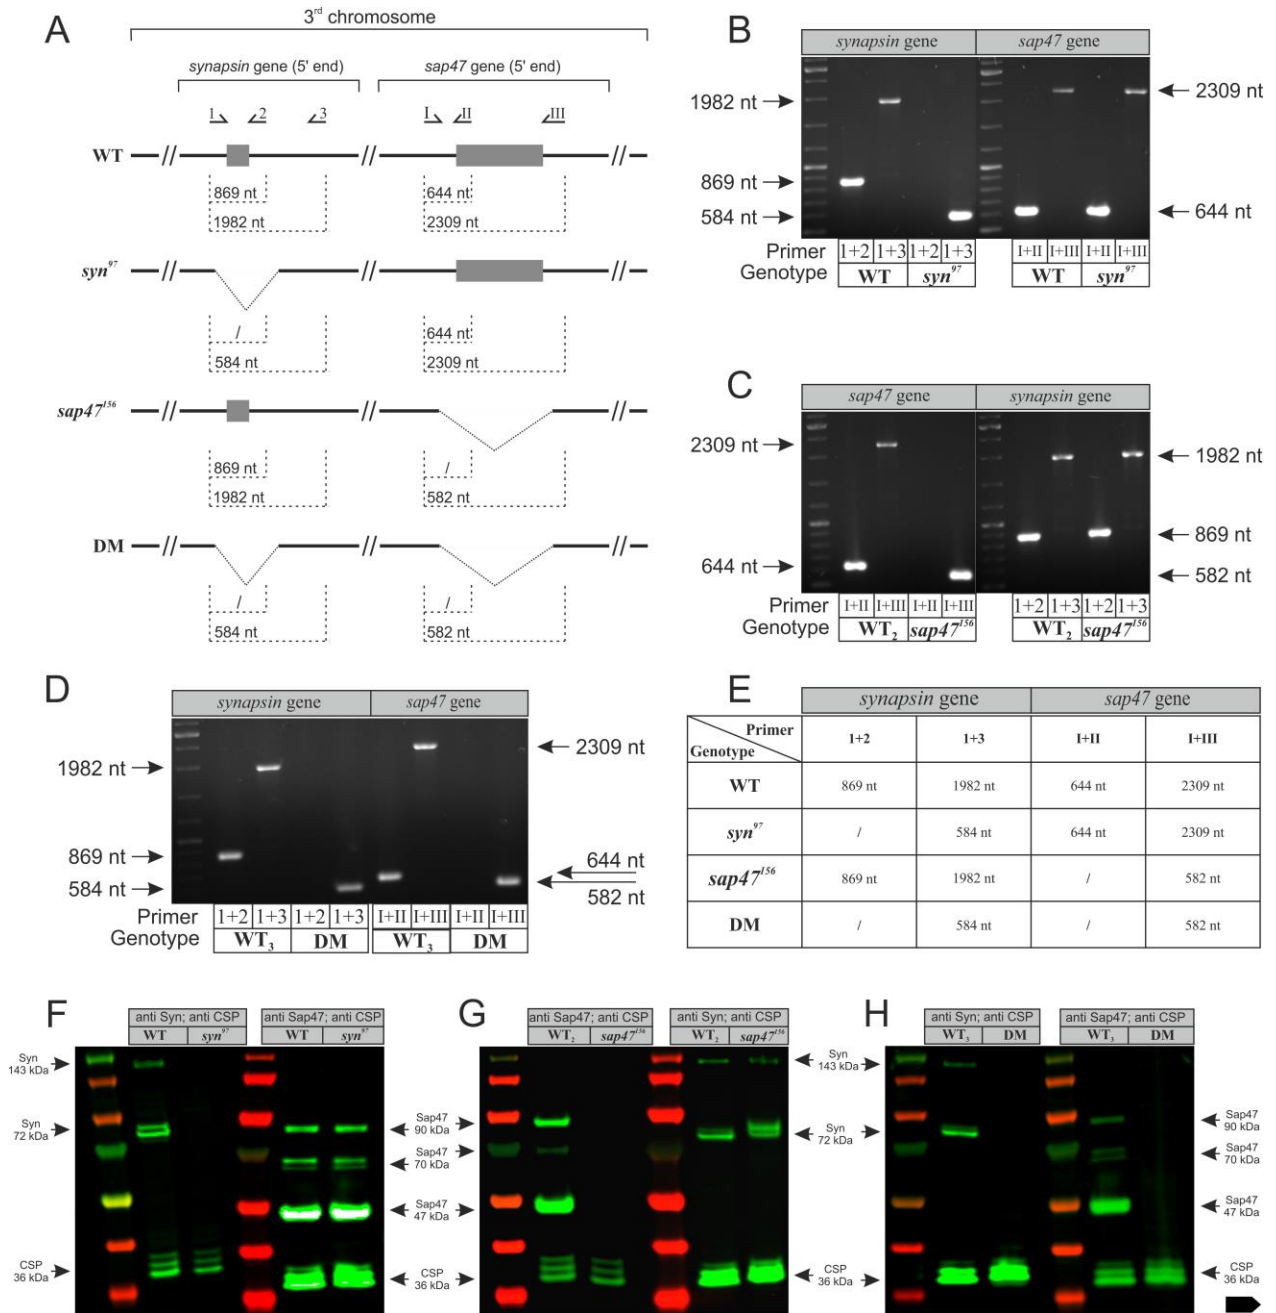 A
3rd chromosome
synapsin gene (5' end)
sap47 gene (5' end)
1 2 3 I II III
WT
869 nt 644 nt
1982 nt 2309 nt
syn97
/ 644 nt
584 nt 2309 nt
sap47156
869 nt /
1982 nt 582 nt
DM
/ /
584 nt 582 nt
B
synapsin gene sap47 gene
1982 nt 2309 nt
869 nt
584 nt 644 nt
Primer 1+2 1+3 1+2 1+3 I+II I+III I+II I+III
Genotype WT syn97 WT syn97
C
sap47 gene synapsin gene
2309 nt 1982 nt
869 nt
644 nt 582 nt
Primer I+II I+III I+II I+III 1+2 1+3 1+2 1+3
Genotype WT2 sap47156 WT2 sap47156
D
synapsin gene sap47 gene
1982 nt 2309 nt
869 nt 644 nt
584 nt 582 nt
Primer 1+2 1+3 1+2 1+3 I+II I+III I+II I+III
Genotype WT3 DM WT3 DM
E
synapsin gene sap47 gene
Primer Genotype 1+2 1+3 I+II I+III
WT 869 nt 1982 nt 644 nt 2309 nt
syn97 / 584 nt 644 nt 2309 nt
sap47156 869 nt 1982 nt / 582 nt
DM / 584 nt / 582 nt
F
anti Syn; anti CSP anti Sap47; anti CSP
WT syn97 WT syn97
Syn
143 kDa
Syn
72 kDa
CSP
36 kDa
Sap47
90 kDa
Sap47
70 kDa
Sap47
47 kDa
CSP
36 kDa
G
anti Sap47; anti CSP anti Syn; anti CSP
WT2 sap47156 WT2 sap47156
Syn
143 kDa
Syn
72 kDa
CSP
36 kDa
H
anti Syn; anti CSP anti Sap47; anti CSP
WT3 DM WT3 DM
Sap47
90 kDa
Sap47
70 kDa
Sap47
47 kDa
CSP
36 kDa